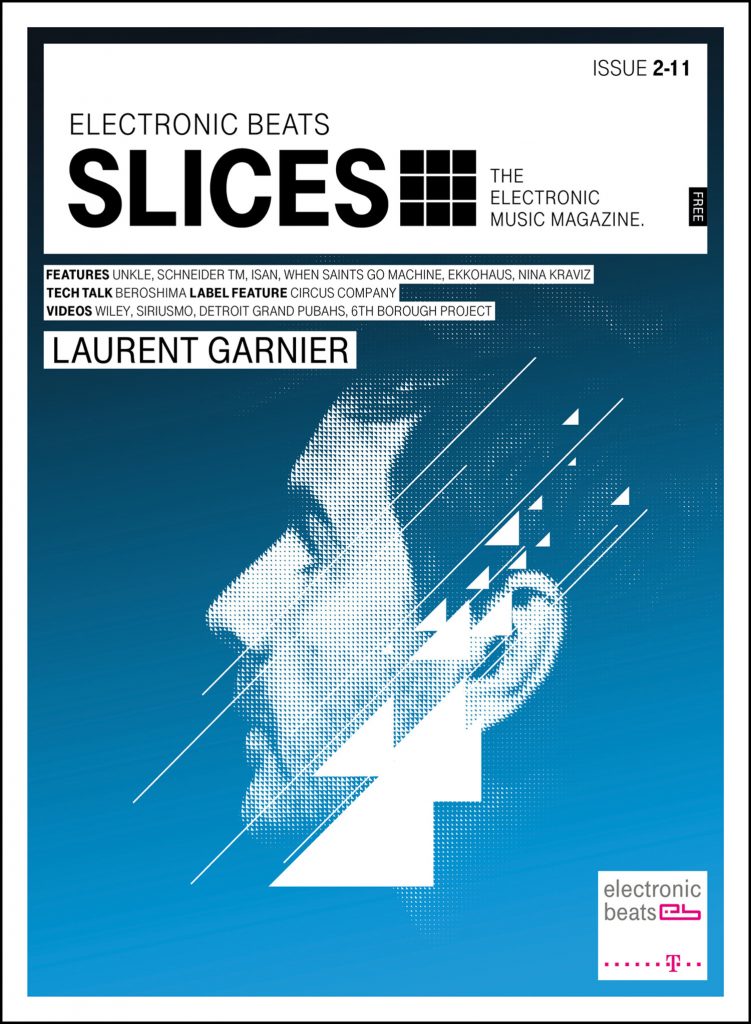 ISSUE 2-11
ELECTRONIC BEATS
SLICES
THE
ELECTRONIC
MUSIC MAGAZINE.
FREE
FEATURES UNKLE, SCHNEIDER TM, ISAN, WHEN SAINTS GO MACHINE, EKKOHAUS, NINA KRAVIZ
TECH TALK BEROSHIMA LABEL FEATURE CIRCUS COMPANY
VIDEOS WILEY, SIRIUSMO, DETROIT GRAND PUBAHS, 6TH BOROUGH PROJECT
LAURENT GARNIER
electronic
beats eb
T